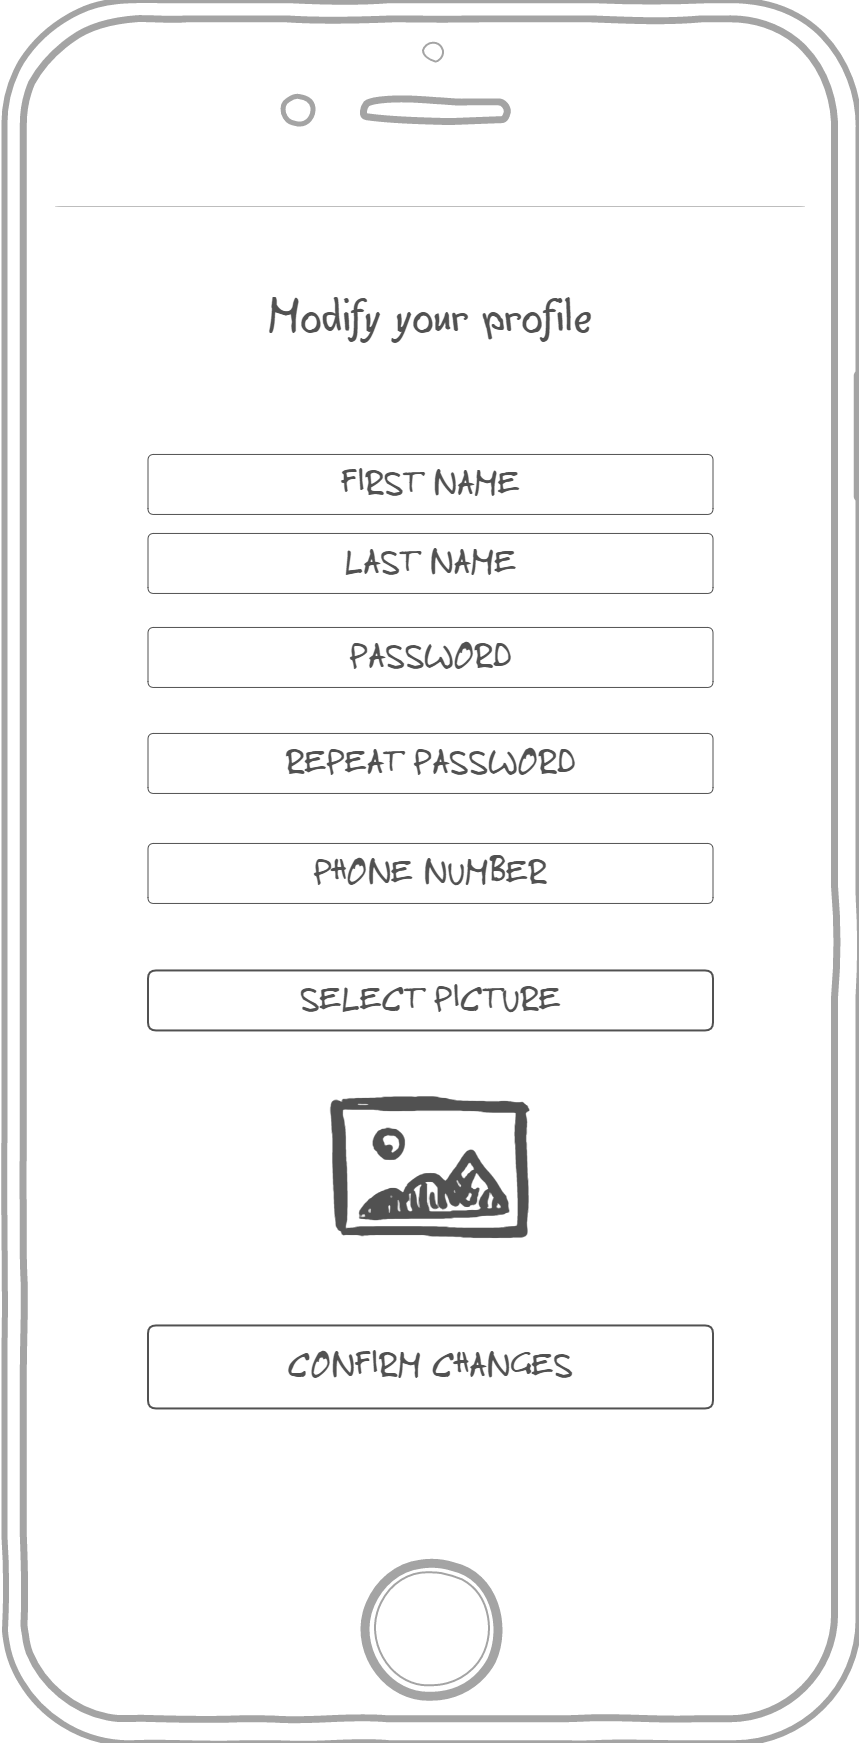 Modify your profile
FIRST NAME
LAST NAME
PASSWORD
REPEAT PASSWORD
PHONE NUMBER
SELECT PICTURE
CONFIRM CHANGES